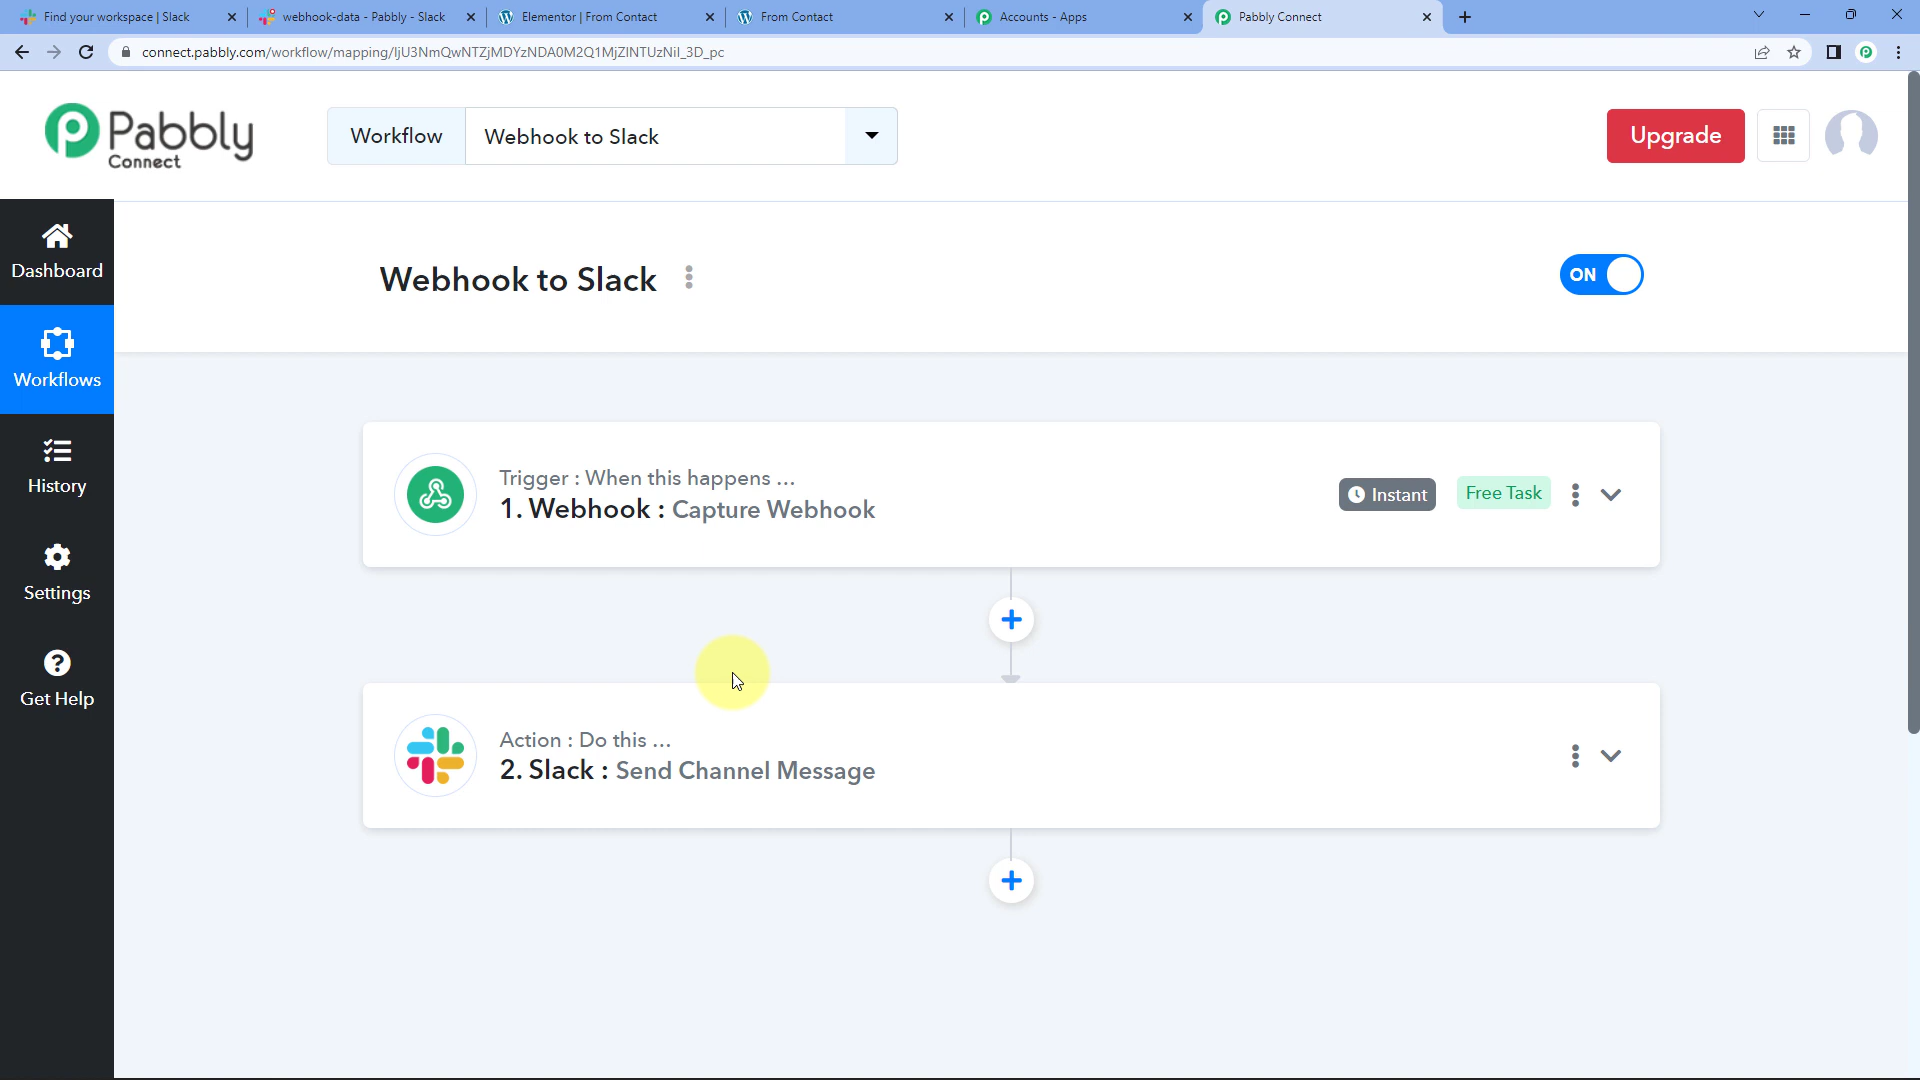 Find your workspace | Slack
webhook-data - Pabbly - Slack
Elementor | From Contact
From Contact
Accounts - Apps
Pabbly Connect
connect.pabbly.com/workflow/mapping/IjU3NmQwNTZjMDYzNDA0M2Q1MjZlNTUzNiI_3D_pc
Pabbly
Connect
Workflow
Webhook to Slack
Upgrade
Dashboard
Workflows
History
Settings
Get Help
Webhook to Slack
ON
Trigger : When this happens ...
1. Webhook : Capture Webhook
Instant
Free Task
Action : Do this ...
2. Slack : Send Channel Message